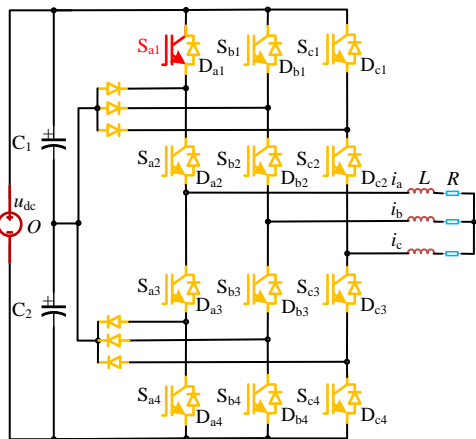 Sa1 Sb1 Sc1
Da1 Db1 Dc1
C1 Sa2 Sb2 Sc2
Da2 Db2 Dc2 ia L R
udc O ib
ic
Sa3 Sb3 Sc3
C2 Da3 Db3 Dc3
Sa4 Sb4 Sc4
Da4 Db4 Dc4